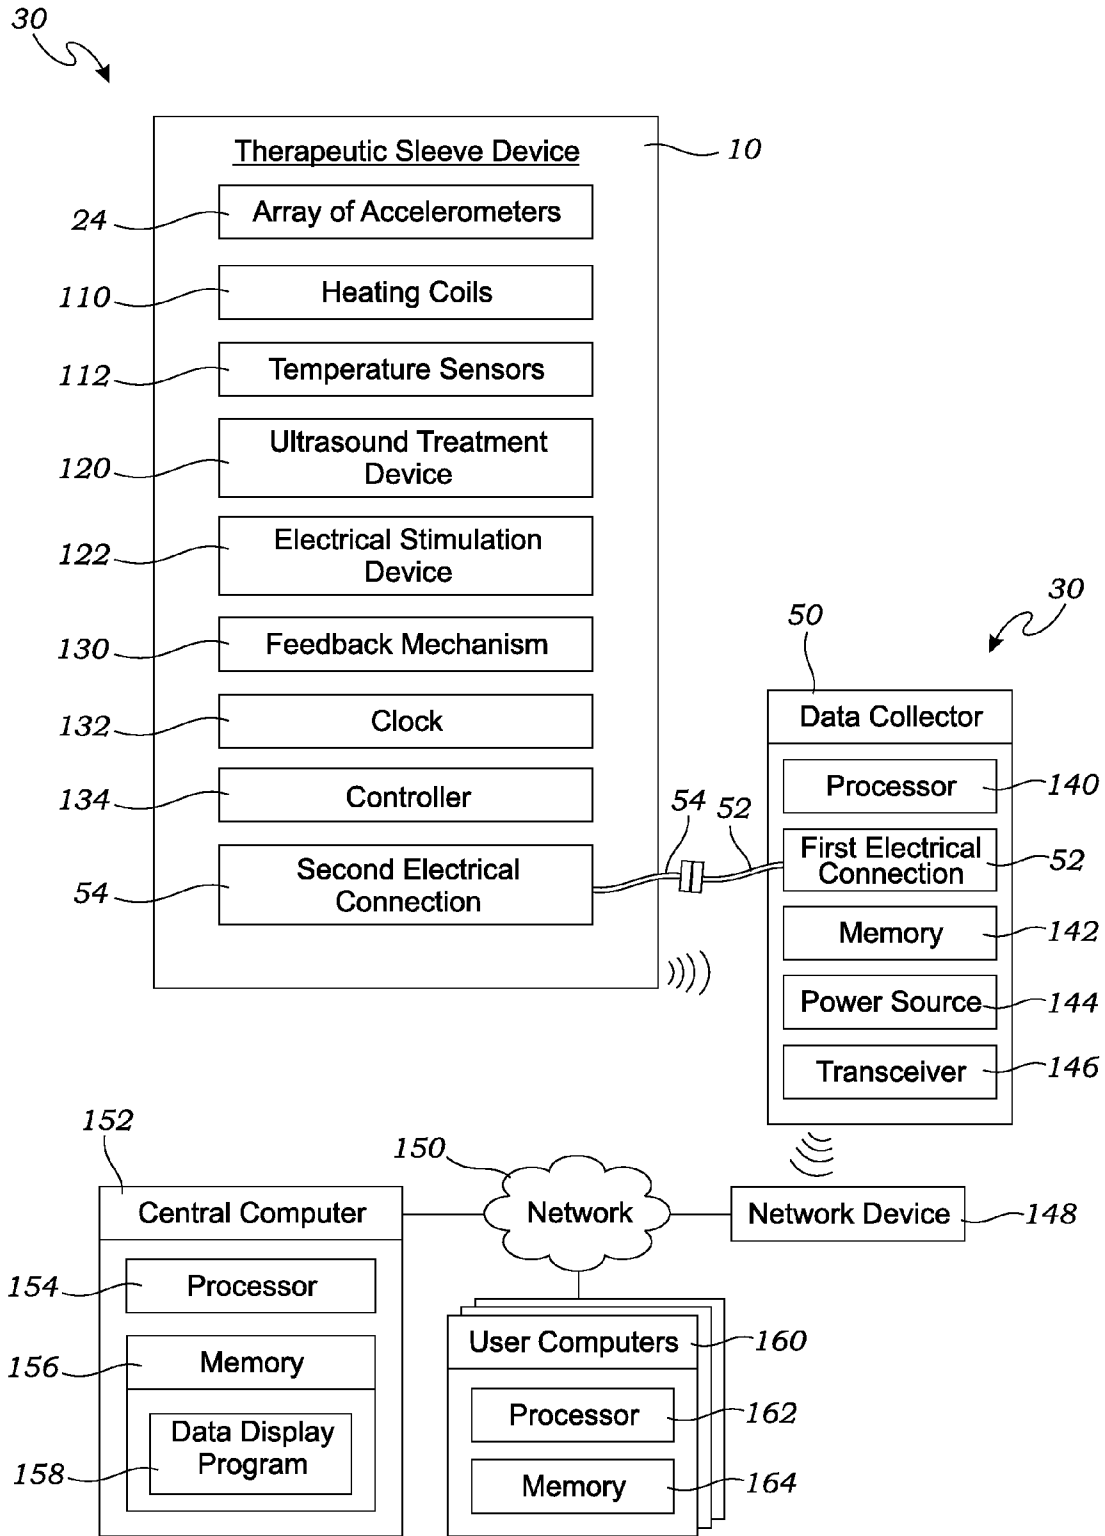 30
Therapeutic Sleeve Device
10
24
Array of Accelerometers
110
Heating Coils
112
Temperature Sensors
120
Ultrasound Treatment
Device
122
Electrical Stimulation
Device
130
Feedback Mechanism
132
Clock
134
Controller
54
Second Electrical
Connection
54
52
30
50
Data Collector
Processor
140
First Electrical
Connection
52
Memory
142
Power Source
144
Transceiver
146
152
Central Computer
150
Network
Network Device
148
154
Processor
156
Memory
158
Data Display
Program
User Computers
160
Processor
162
Memory
164